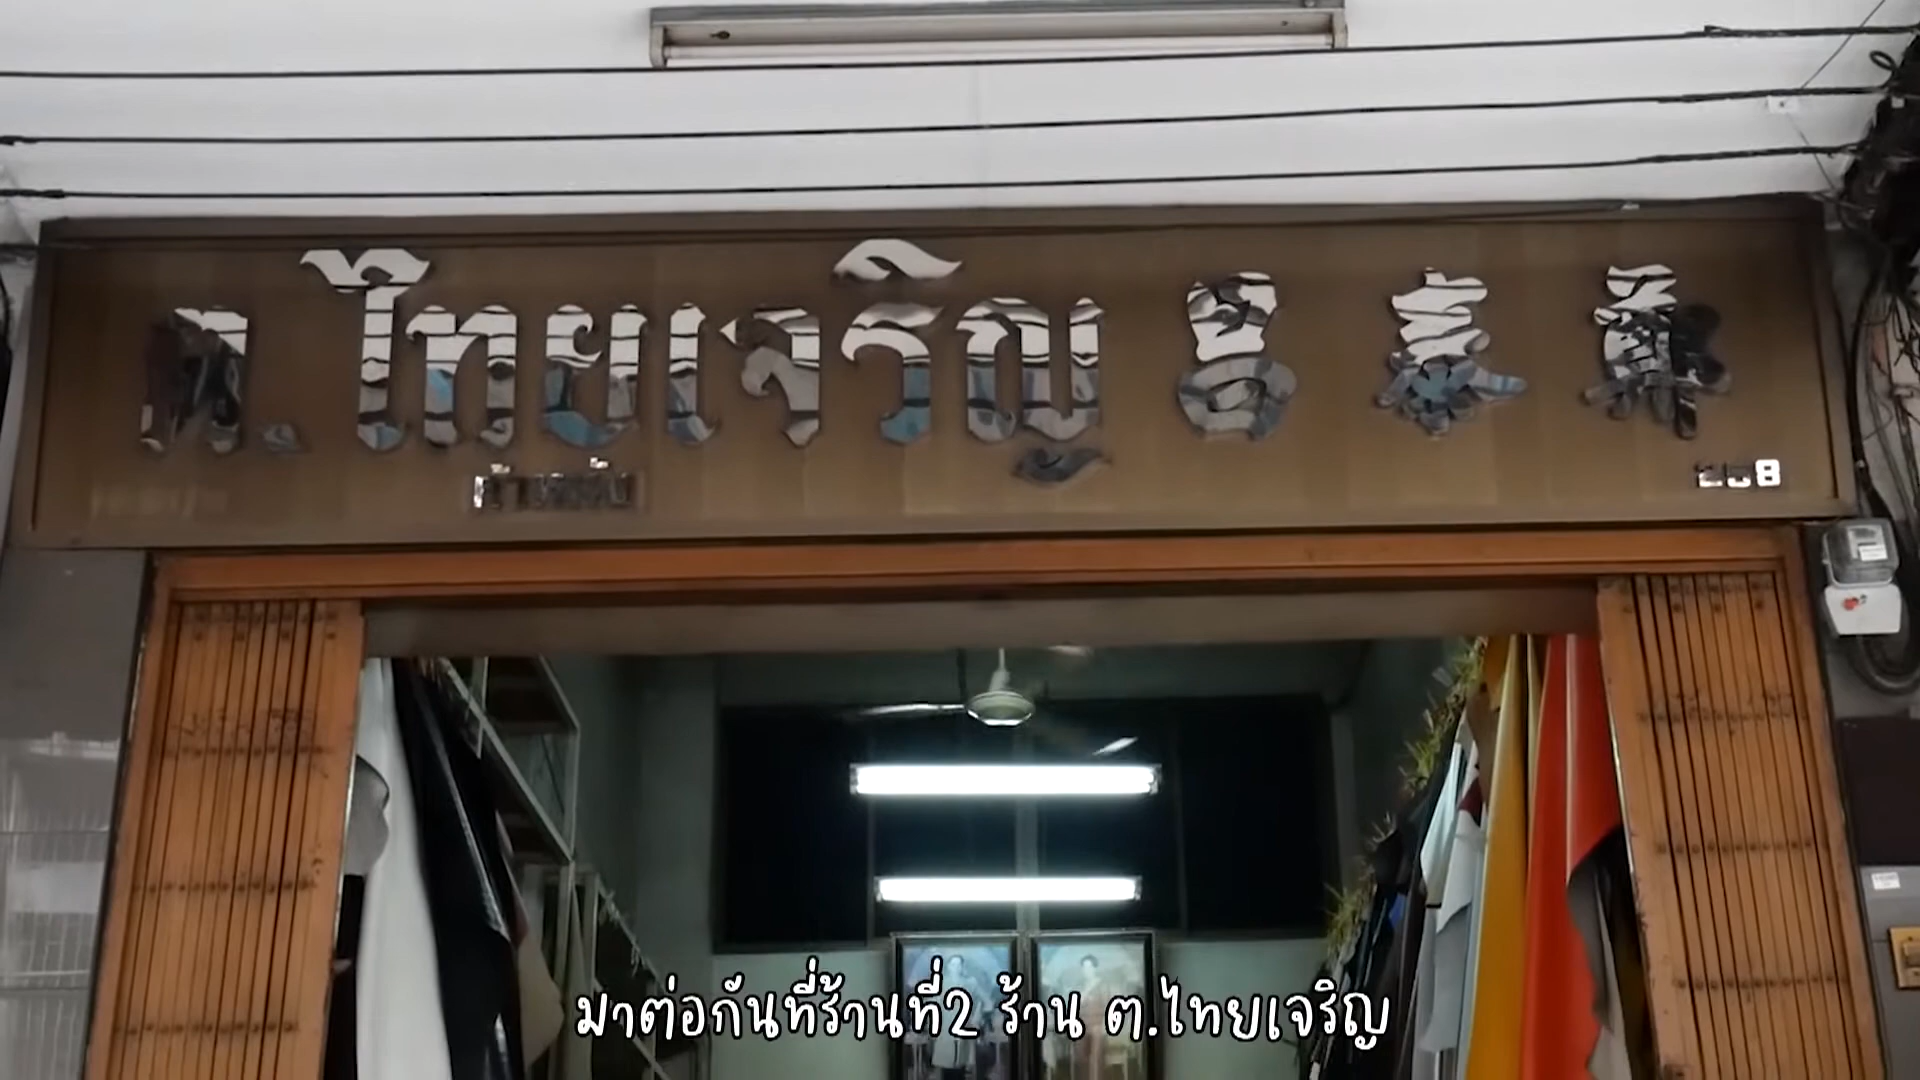 ต.ไทยเจริญ 昌泰
258
มาต่อกันที่ร้านที่2 ร้าน ต.ไทยเจริญ